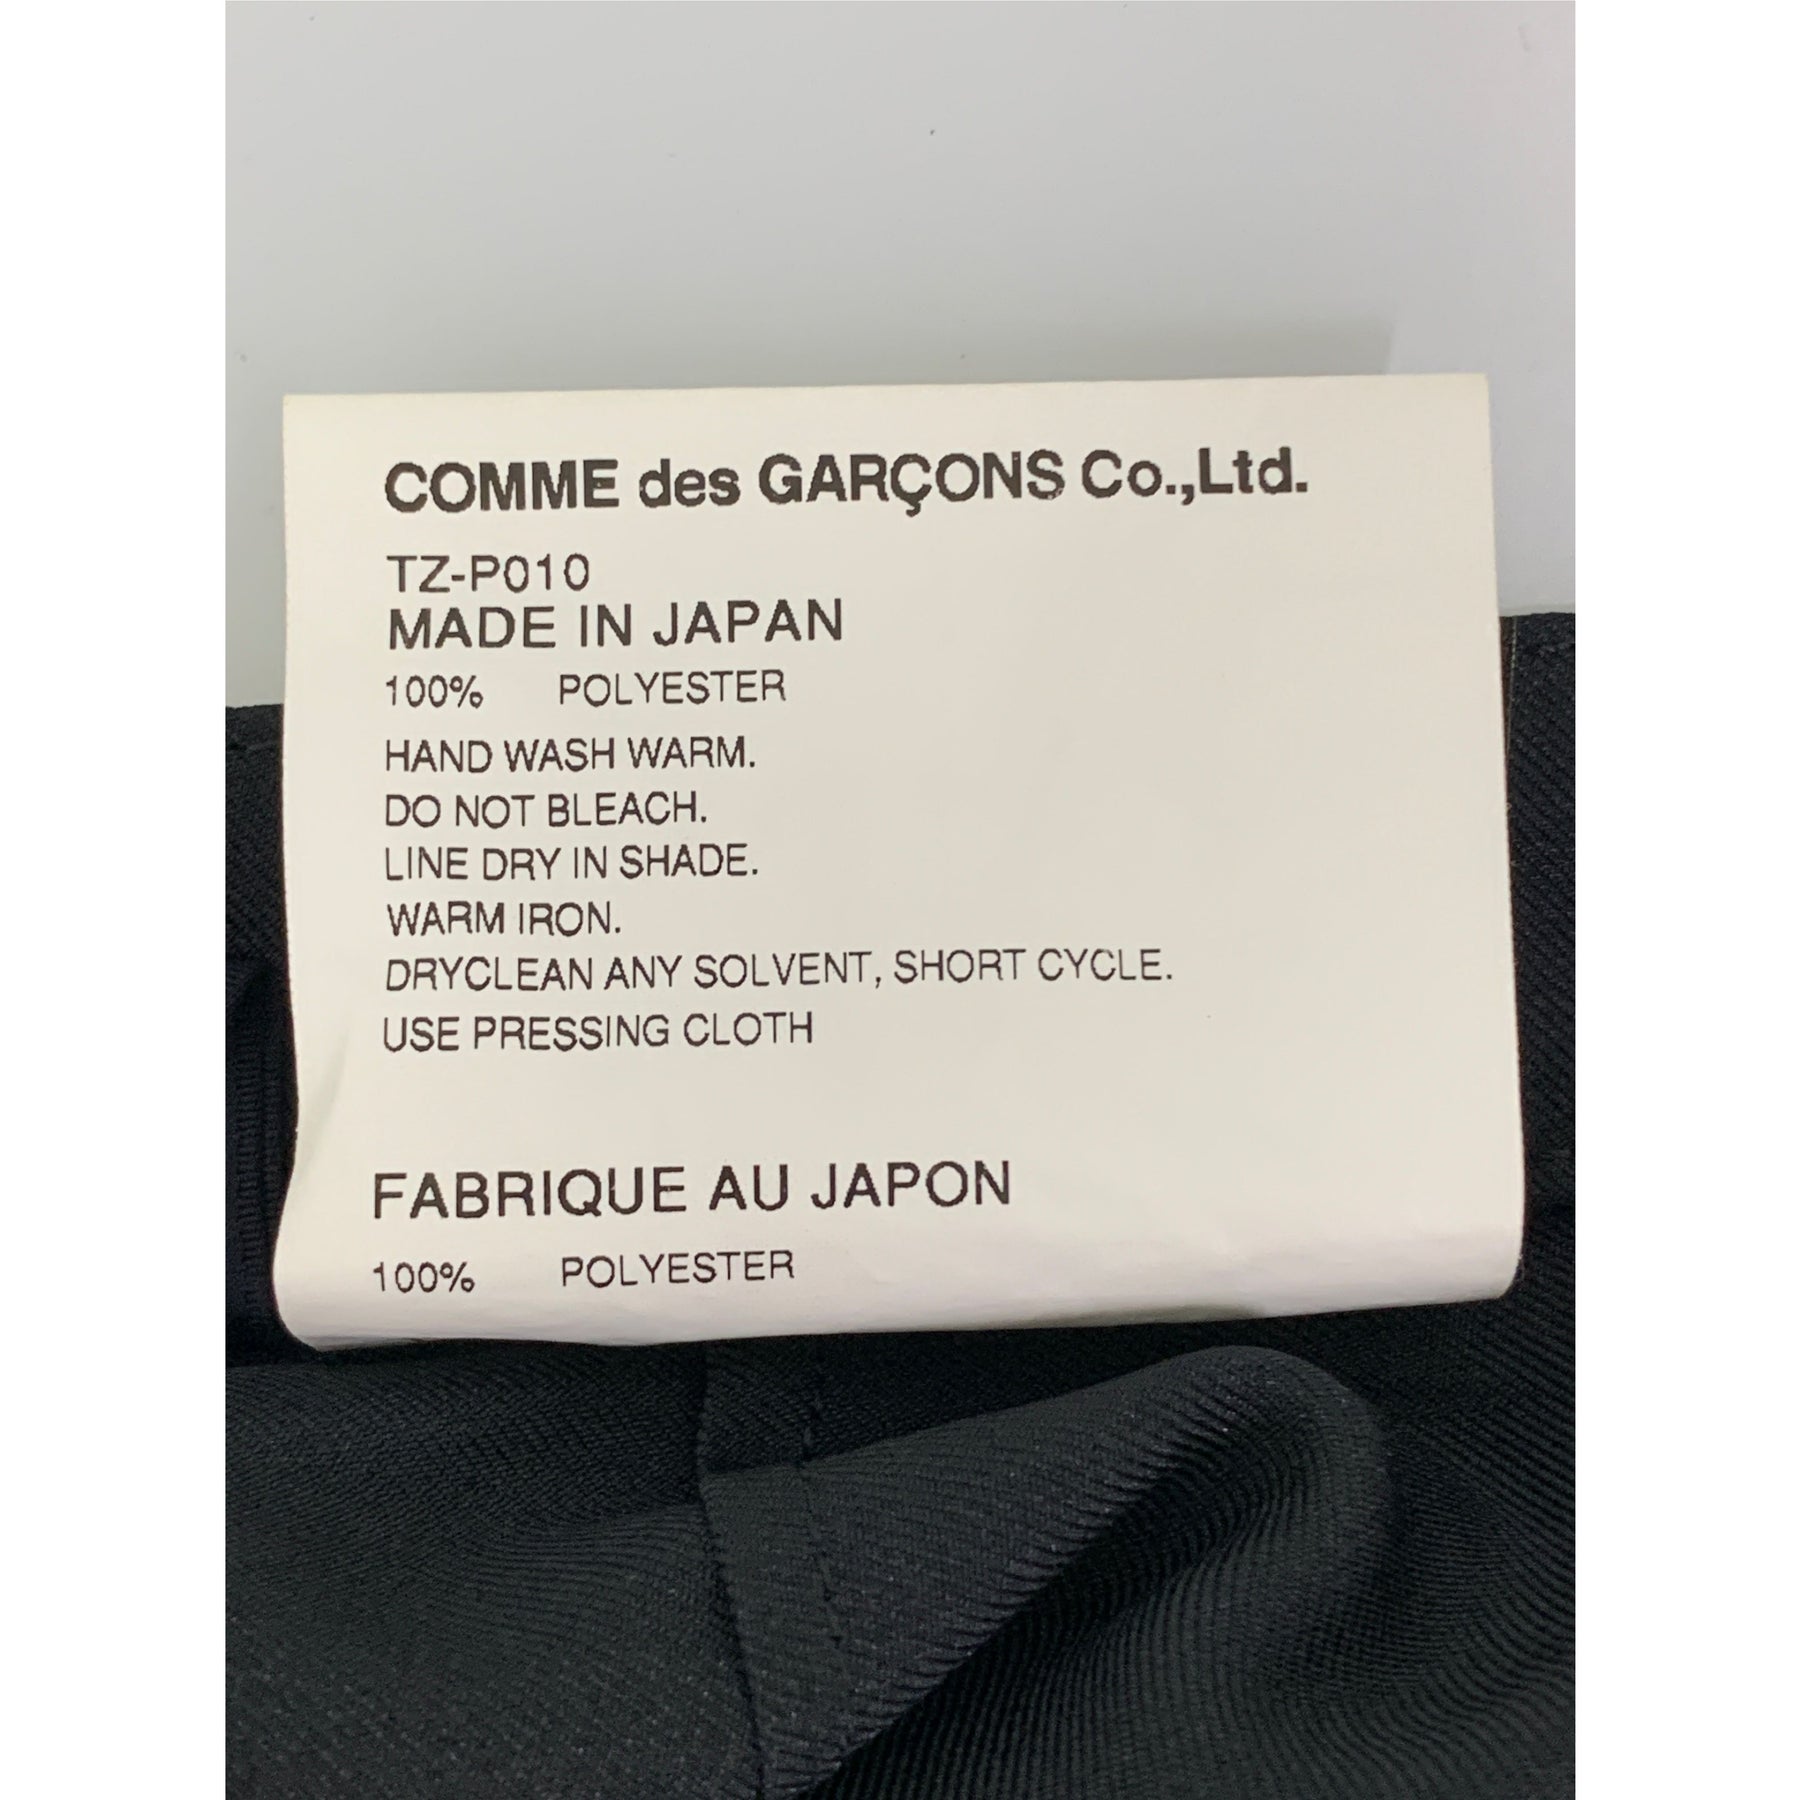 COMME des GARÇONS Co.,Ltd.
TZ-P010
MADE IN JAPAN
100% POLYESTER
HAND WASH WARM.
DO NOT BLEACH.
LINE DRY IN SHADE.
WARM IRON.
DRYCLEAN ANY SOLVENT, SHORT CYCLE.
USE PRESSING CLOTH
FABRIQUE AU JAPON
100% POLYESTER